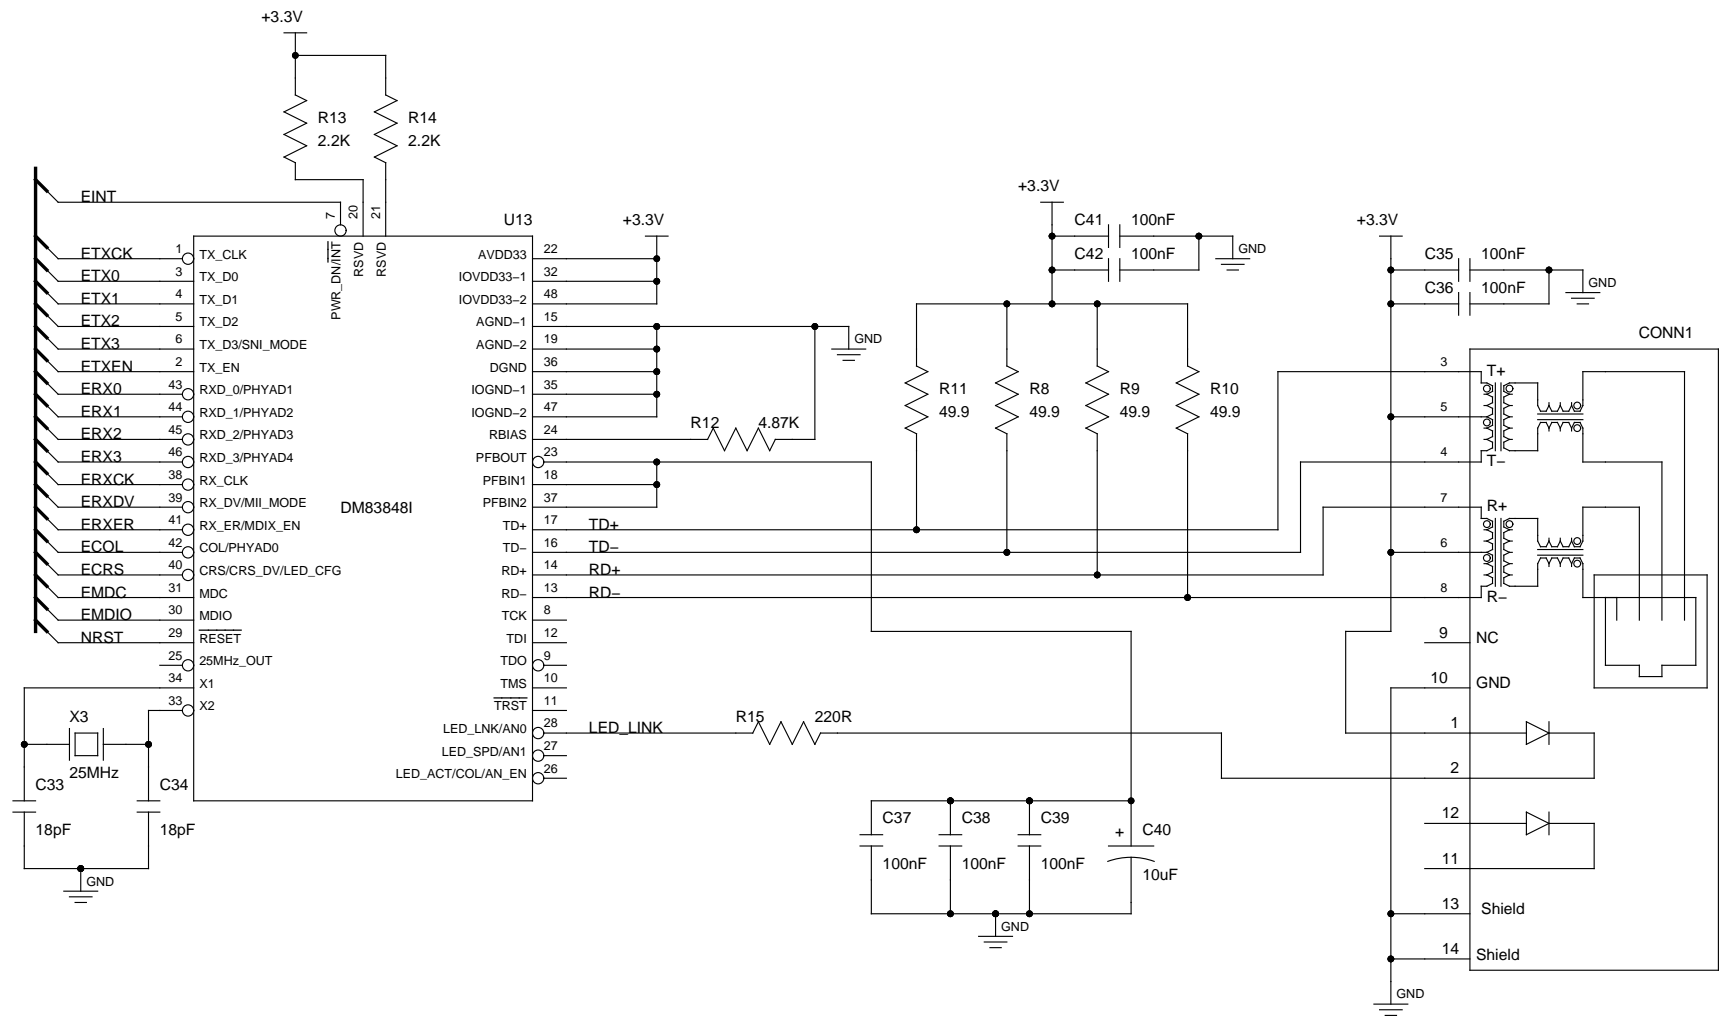 +3.3V
R13
2.2K
R14
2.2K
EINT
7
20
21
U13
+3.3V
PWR_DN/INT
RSVD
RSVD
DM83848I
ETXCK 1 TX_CLK
ETX0 3 TX_D0
ETX1 4 TX_D1
ETX2 5 TX_D2
ETX3 6 TX_D3/SNI_MODE
ETXEN 2 TX_EN
ERX0 43 RXD_0/PHYAD1
ERX1 44 RXD_1/PHYAD2
ERX2 45 RXD_2/PHYAD3
ERX3 46 RXD_3/PHYAD4
ERXCK 38 RX_CLK
ERXDV 39 RX_DV/MII_MODE
ERXER 41 RX_ER/MDIX_EN
ECOL 42 COL/PHYAD0
ECRS 40 CRS/CRS_DV/LED_CFG
EMDC 31 MDC
EMDIO 30 MDIO
NRST 29 RESET
25 25MHz_OUT
34 X1
33 X2
X3
25MHz
C33
18pF
C34
18pF
GND
AVDD33 22
IOVDD33−1 32
IOVDD33−2 48
AGND−1 15
AGND−2 19
DGND 36
IOGND−1 35
IOGND−2 47
RBIAS 24
PFBOUT 23
PFBIN1 18
PFBIN2 37
TD+ 17 TD+
TD− 16 TD−
RD+ 14 RD+
RD− 13 RD−
TCK 8
TDI 12
TDO 9
TMS 10
TRST 11
LED_LNK/AN0 28 LED_LINK
LED_SPD/AN1 27
LED_ACT/COL/AN_EN 26
GND
R12 4.87K
R15 220R
C37
100nF
C38
100nF
C39
100nF
+
C40
10uF
GND
+3.3V
C41 100nF
C42 100nF
GND
R11
49.9
R8
49.9
R9
49.9
R10
49.9
+3.3V
C35 100nF
C36 100nF
GND
CONN1
3 T+
5
4 T−
7 R+
6
8 R−
9 NC
10 GND
1
2
12
11
13 Shield
14 Shield
GND